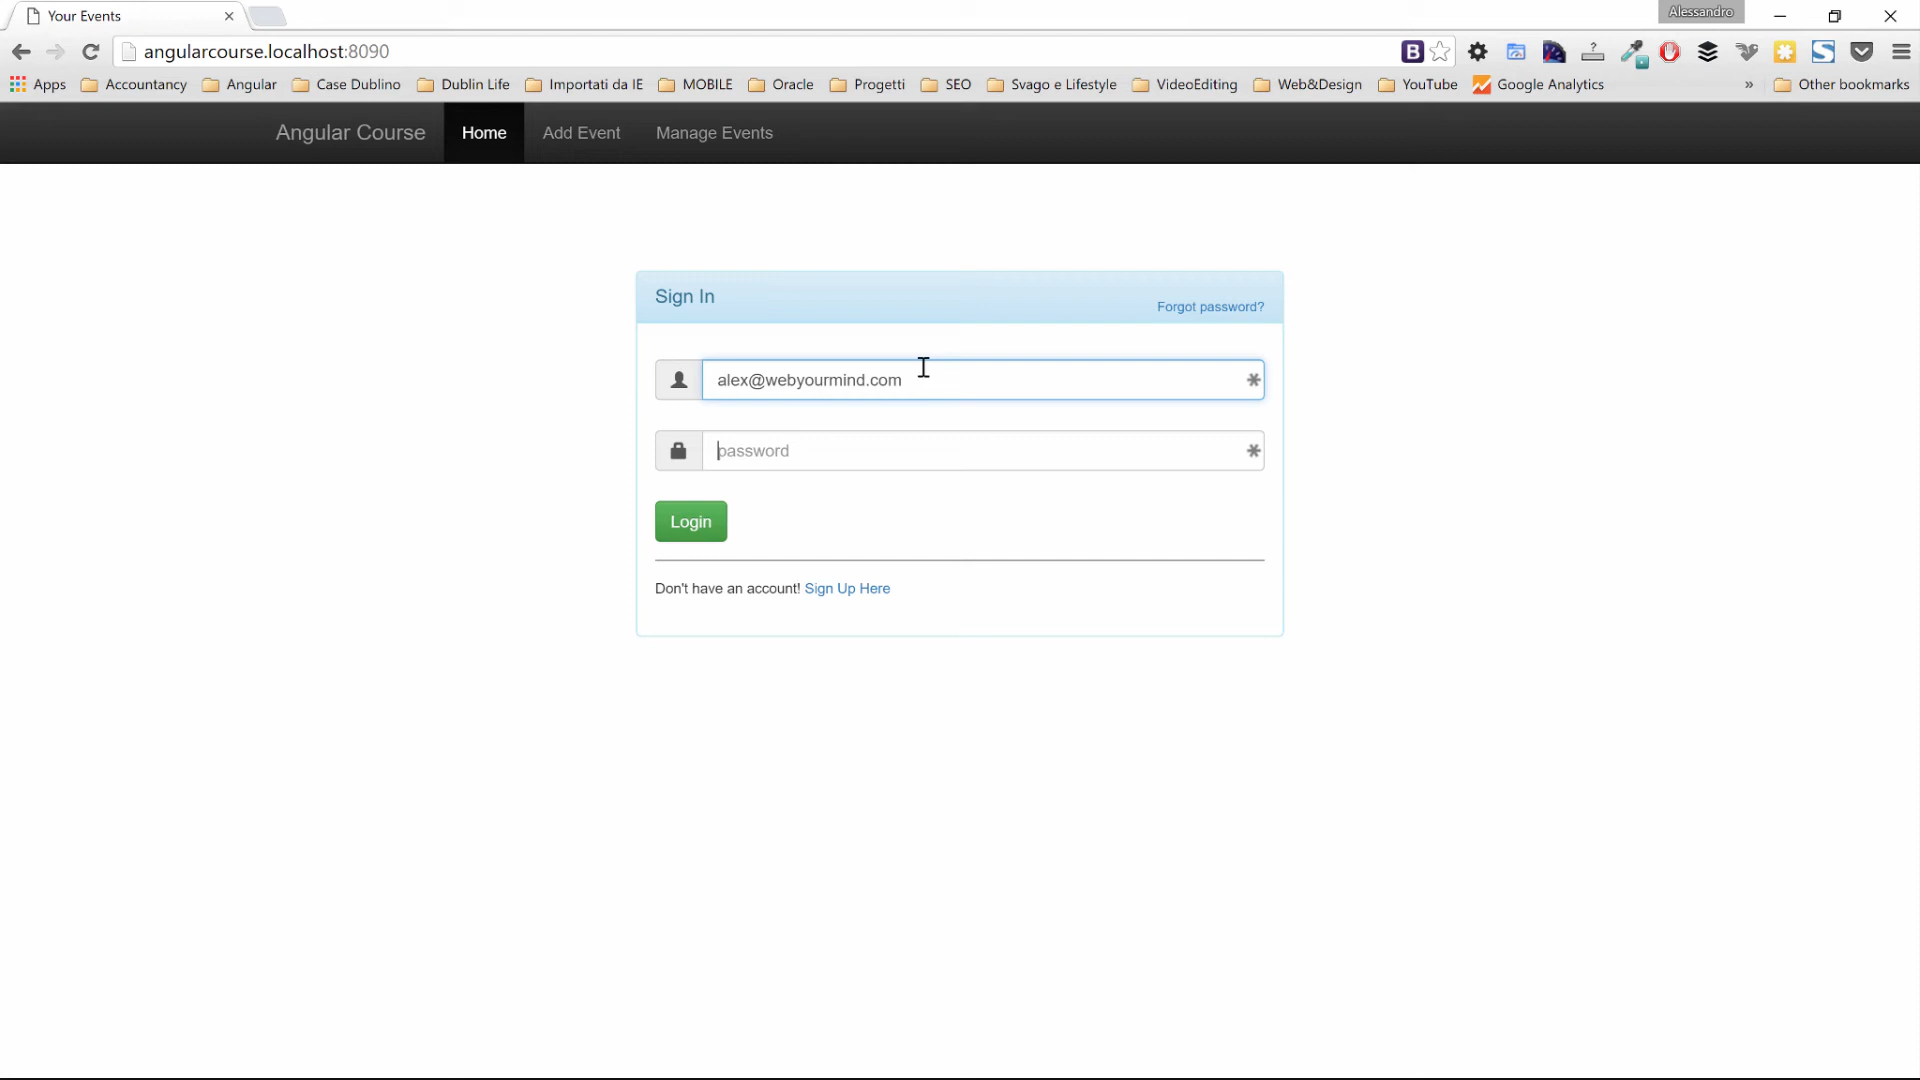 Your Events
Alessandro
angularcourse.localhost:8090
Apps Accountancy Angular Case Dublino Dublin Life Importati da IE MOBILE Oracle Progetti SEO Svago e Lifestyle VideoEditing Web&Design YouTube Google Analytics » Other bookmarks
Angular Course Home Add Event Manage Events
Sign In
Forgot password?
alex@webyourmind.com
password
Login
Don't have an account! Sign Up Here